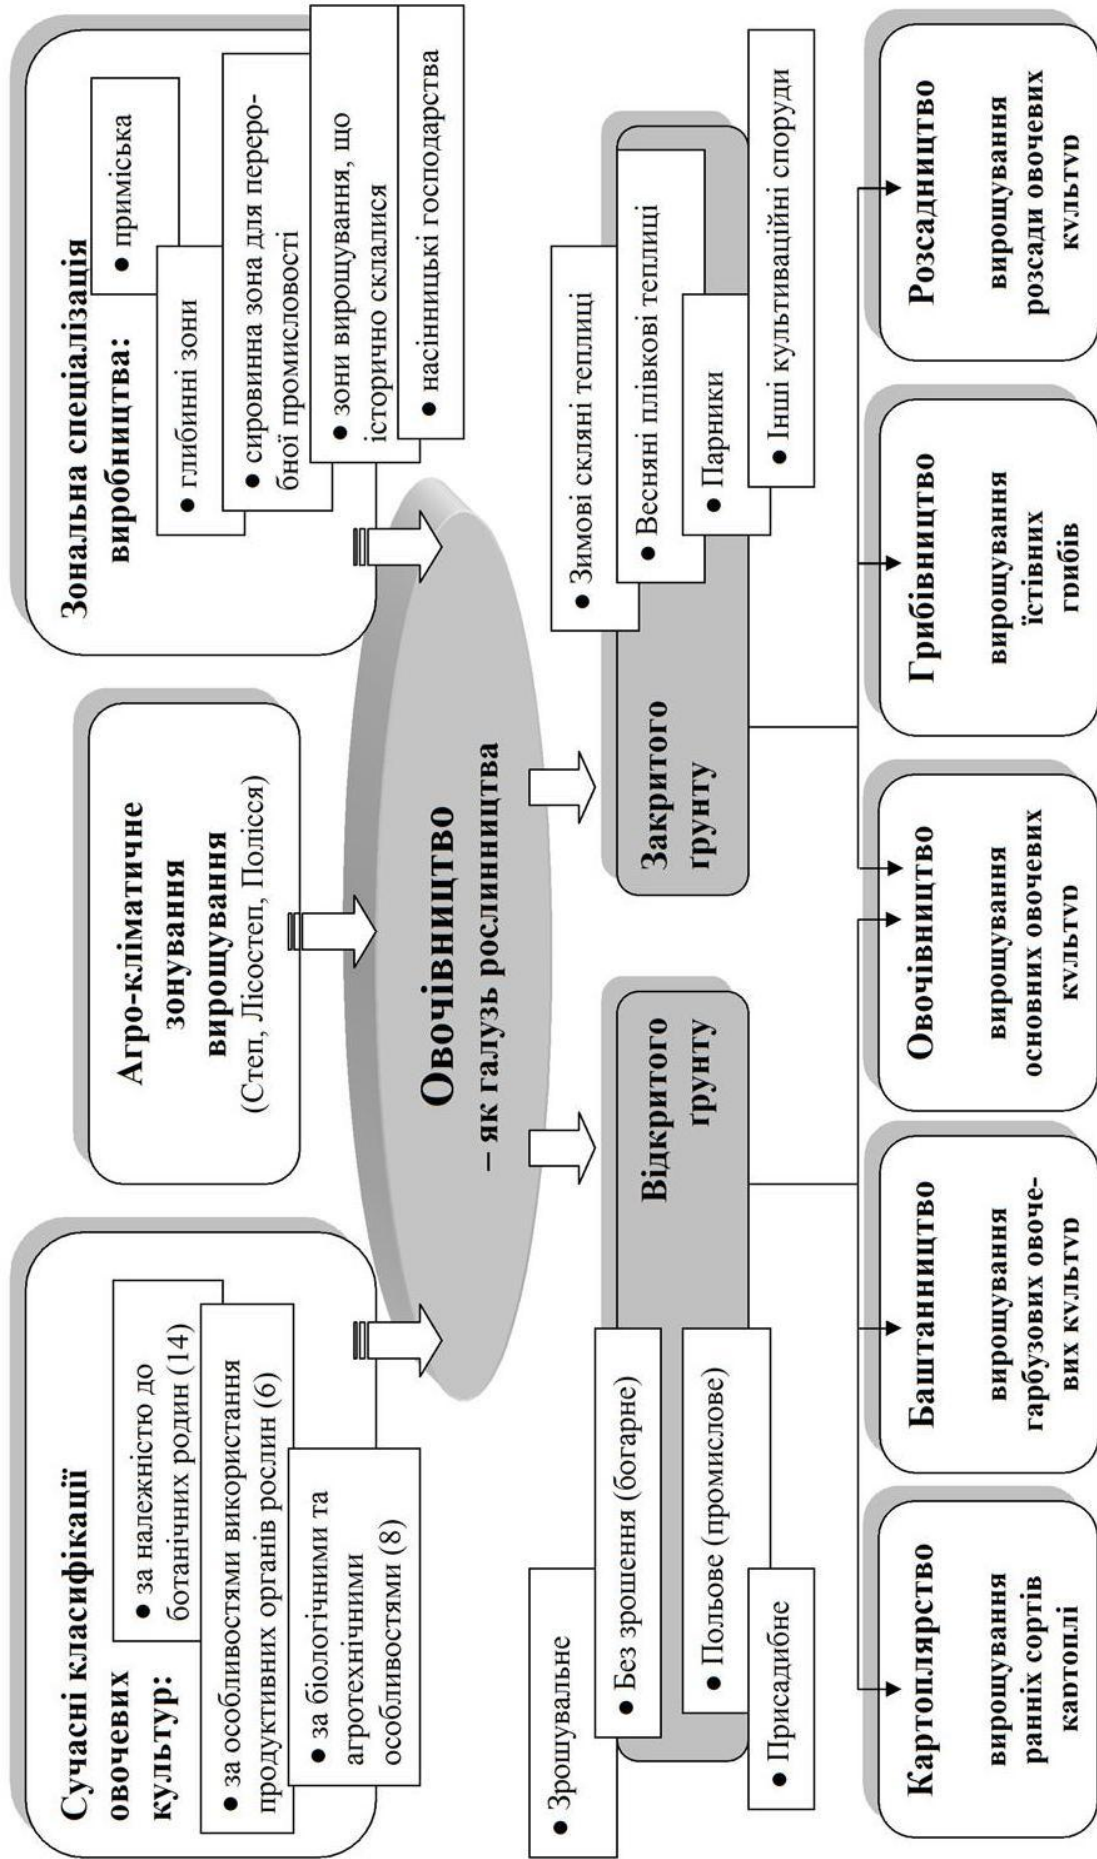 Сучасні класифікації
овочевих
культур:
● за належністю до
ботанічних родин (14)
● за особливостями використання
продуктивних органів рослин (6)
● за біологічними та
агротехнічними
особливостями (8)
Агро-кліматичне
зонування
вирощування
(Степ, Лісостеп, Полісся)
Зональна спеціалізація
виробництва:
● приміська
● глибинні зони
● сировинна зона для перероб-
бної промисловості
● зони вирощування, що
історично склалися
● насінницькі господарства
Овочівництво
– як галузь рослинництва
Відкритого
ґрунту
● Зрошувальне
● Без зрошення (богарне)
● Польове (промислове)
● Присадибне
Закритого
ґрунту
● Зимові скляні теплиці
● Весняні плівкові теплиці
● Парники
● Інші культиваційні споруди
Картоплярство
вирощування
ранніх сортів
картоплі
Баштанництво
вирощування
гарбузових овоче-
вих культур
Овочівництво
вирощування
основних овочевих
культур
Грибівництво
вирощування
їстівних
грибів
Розсадництво
вирощування
розсади овочевих
культур